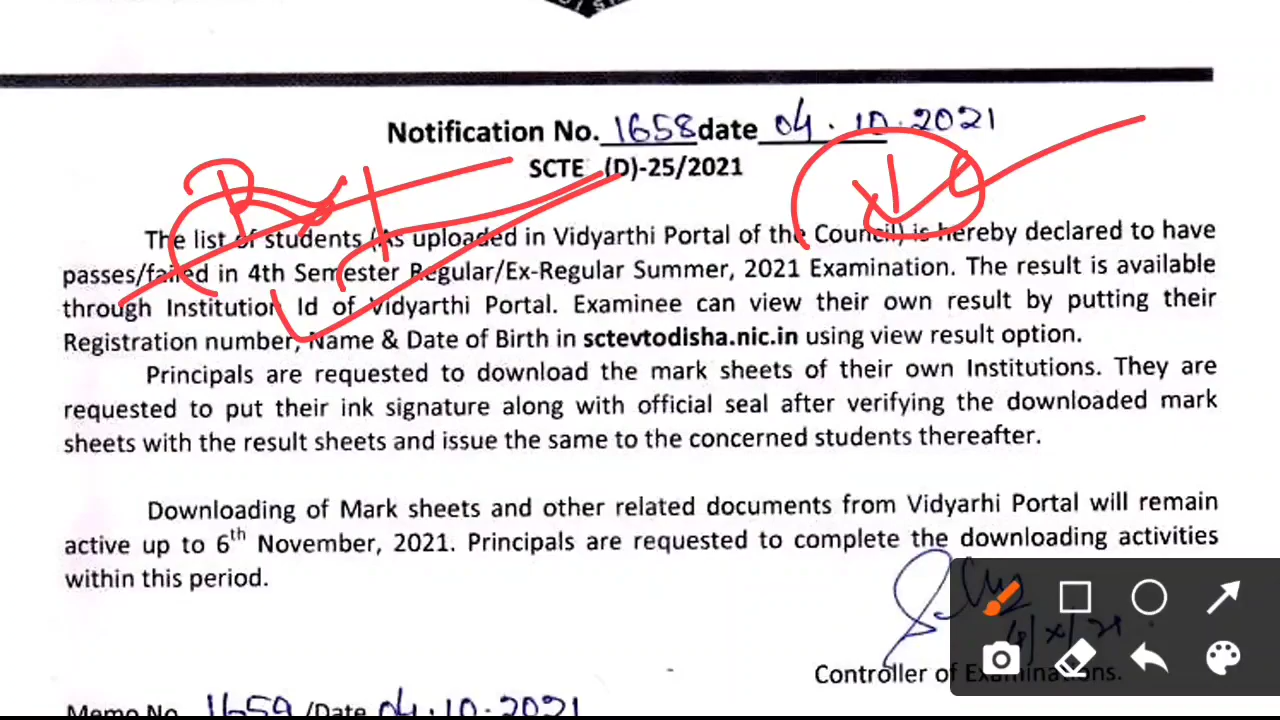 Notification No. 1658 date 04.10.2021
SCTE (D)-25/2021
The list of students (As uploaded in Vidyarthi Portal of the Council) is hereby declared to have
passes/failed in 4th Semester Regular/Ex-Regular Summer, 2021 Examination. The result is available
through Institution Id of Vidyarthi Portal. Examinee can view their own result by putting their
Registration number, Name & Date of Birth in sctevtodisha.nic.in using view result option.
Principals are requested to download the mark sheets of their own Institutions. They are
requested to put their ink signature along with official seal after verifying the downloaded mark
sheets with the result sheets and issue the same to the concerned students thereafter.
Downloading of Mark sheets and other related documents from Vidyarhi Portal will remain
active up to 6th November, 2021. Principals are requested to complete the downloading activities
within this period.
Controller of Examinations.
Memo No. 1659 /Date 04.10.2021